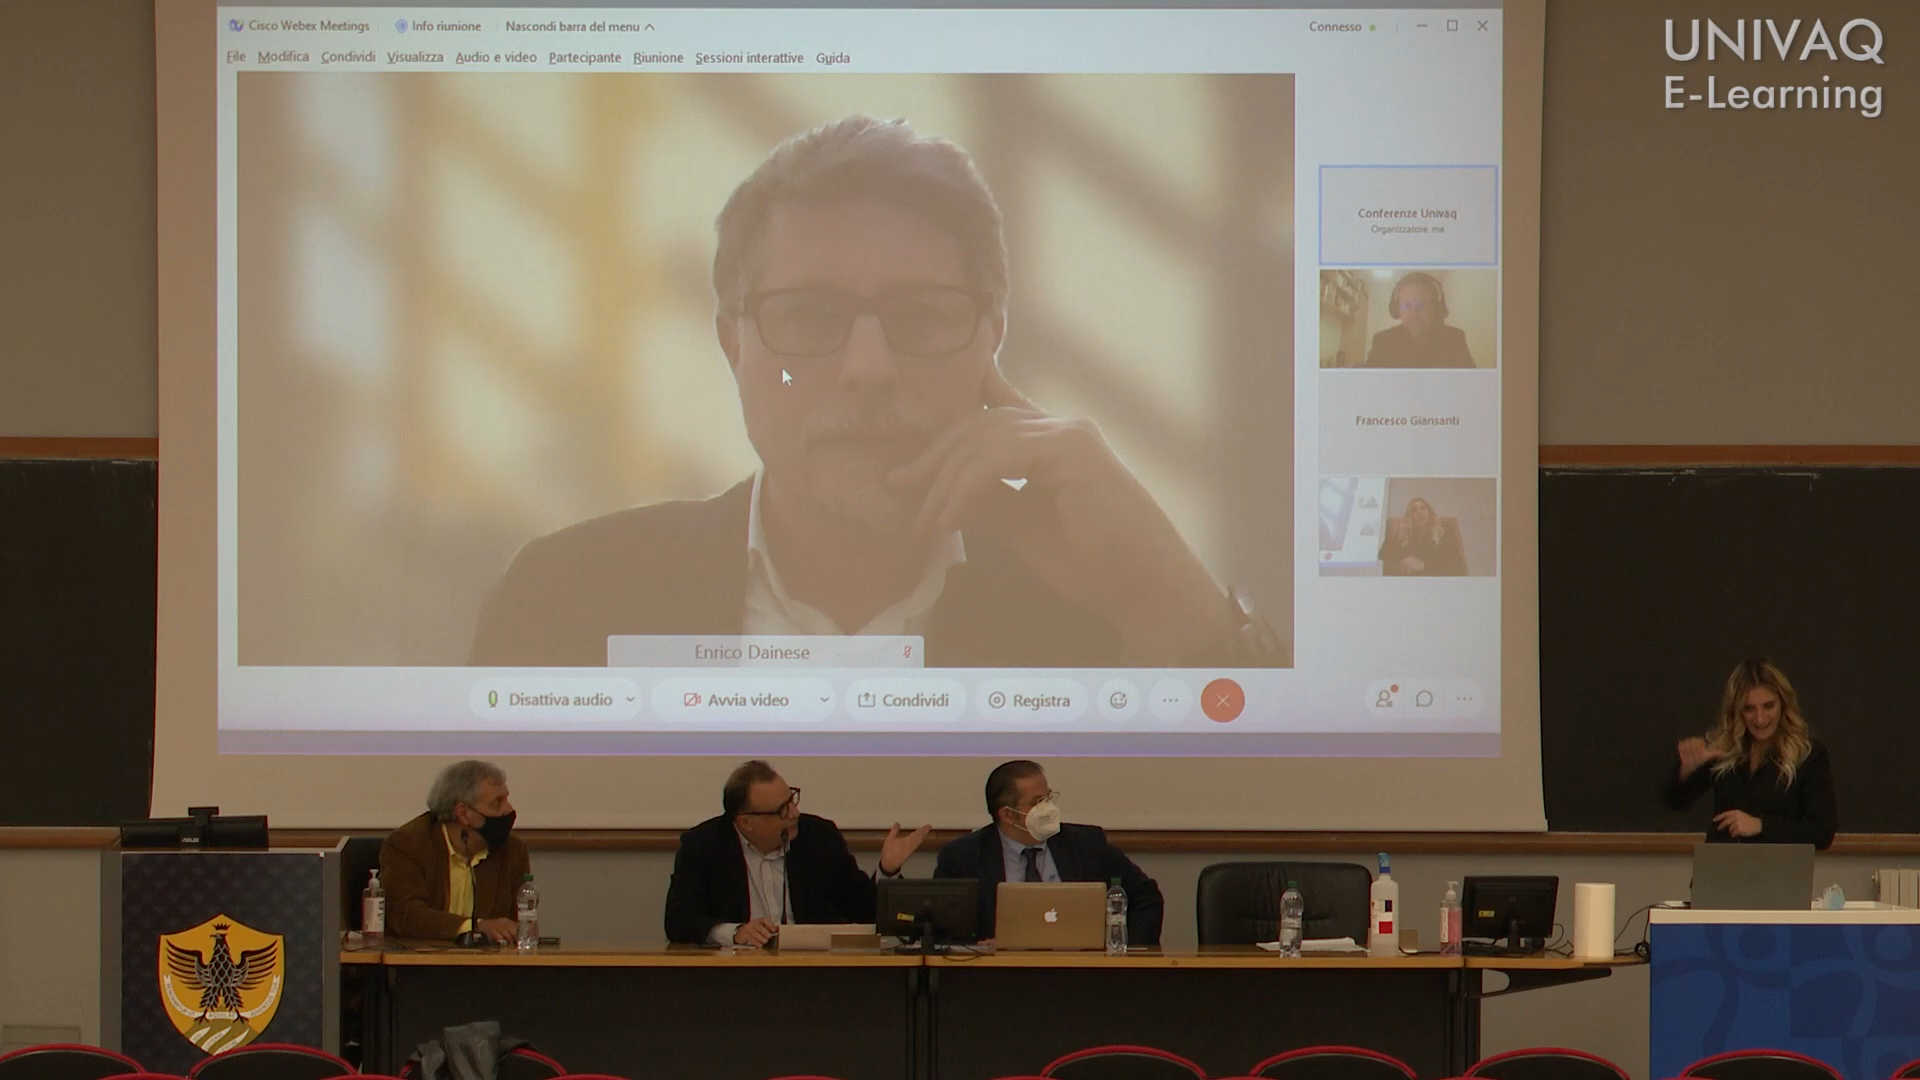 UNIVAQ
E-Learning
Cisco Webex Meetings
Info riunione
Nascondi barra del menu
Connesso
File Modifica Condividi Visualizza Audio e video Partecipante Riunione Sessioni interattive Guida
Conferenze Univaq
Organizzatore, me
Francesco Giansanti
Enrico Dainese
Disattiva audio
Avvia video
Condividi
Registra